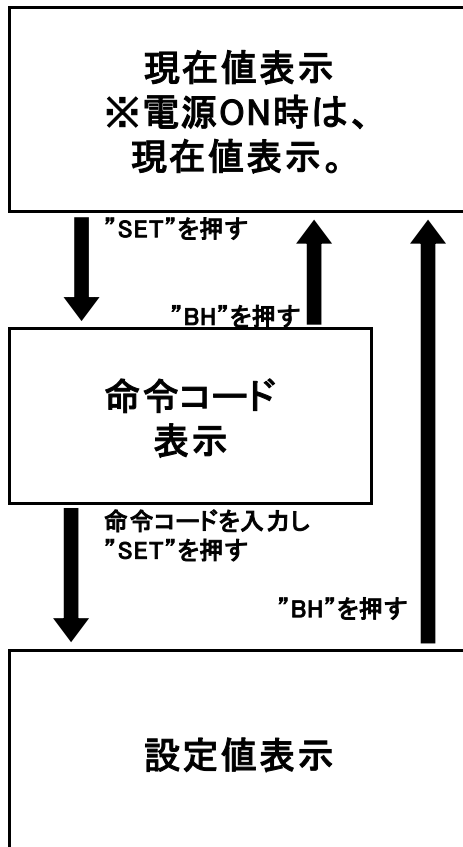 現在値表示
※電源ON時は、
現在値表示。
”SET”を押す
”BH”を押す
命令コード
表示
命令コードを入力し
”SET”を押す
”BH”を押す
設定値表示